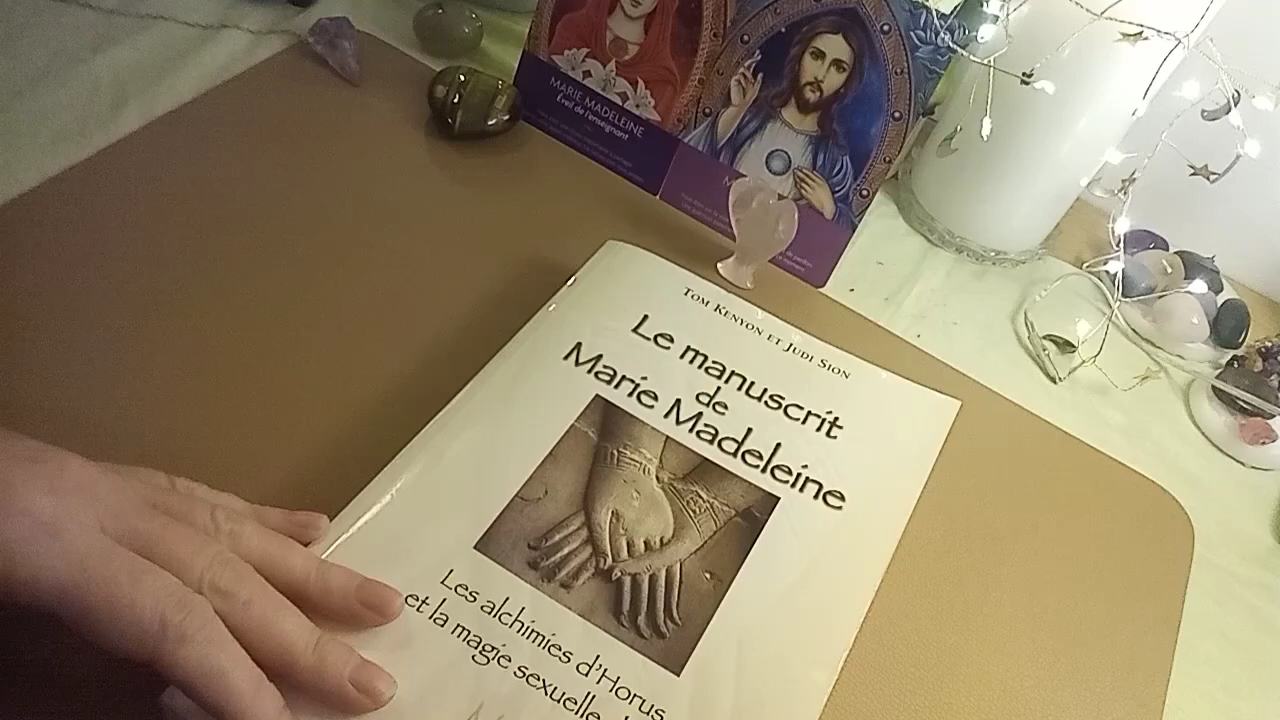 MARIE MADELEINE
Éveil de l'enseignant
TOM KENYON ET JUDI SION
Le manuscrit
de
Marie Madeleine
Les alchimies d'Horus
et la magie sexuelle